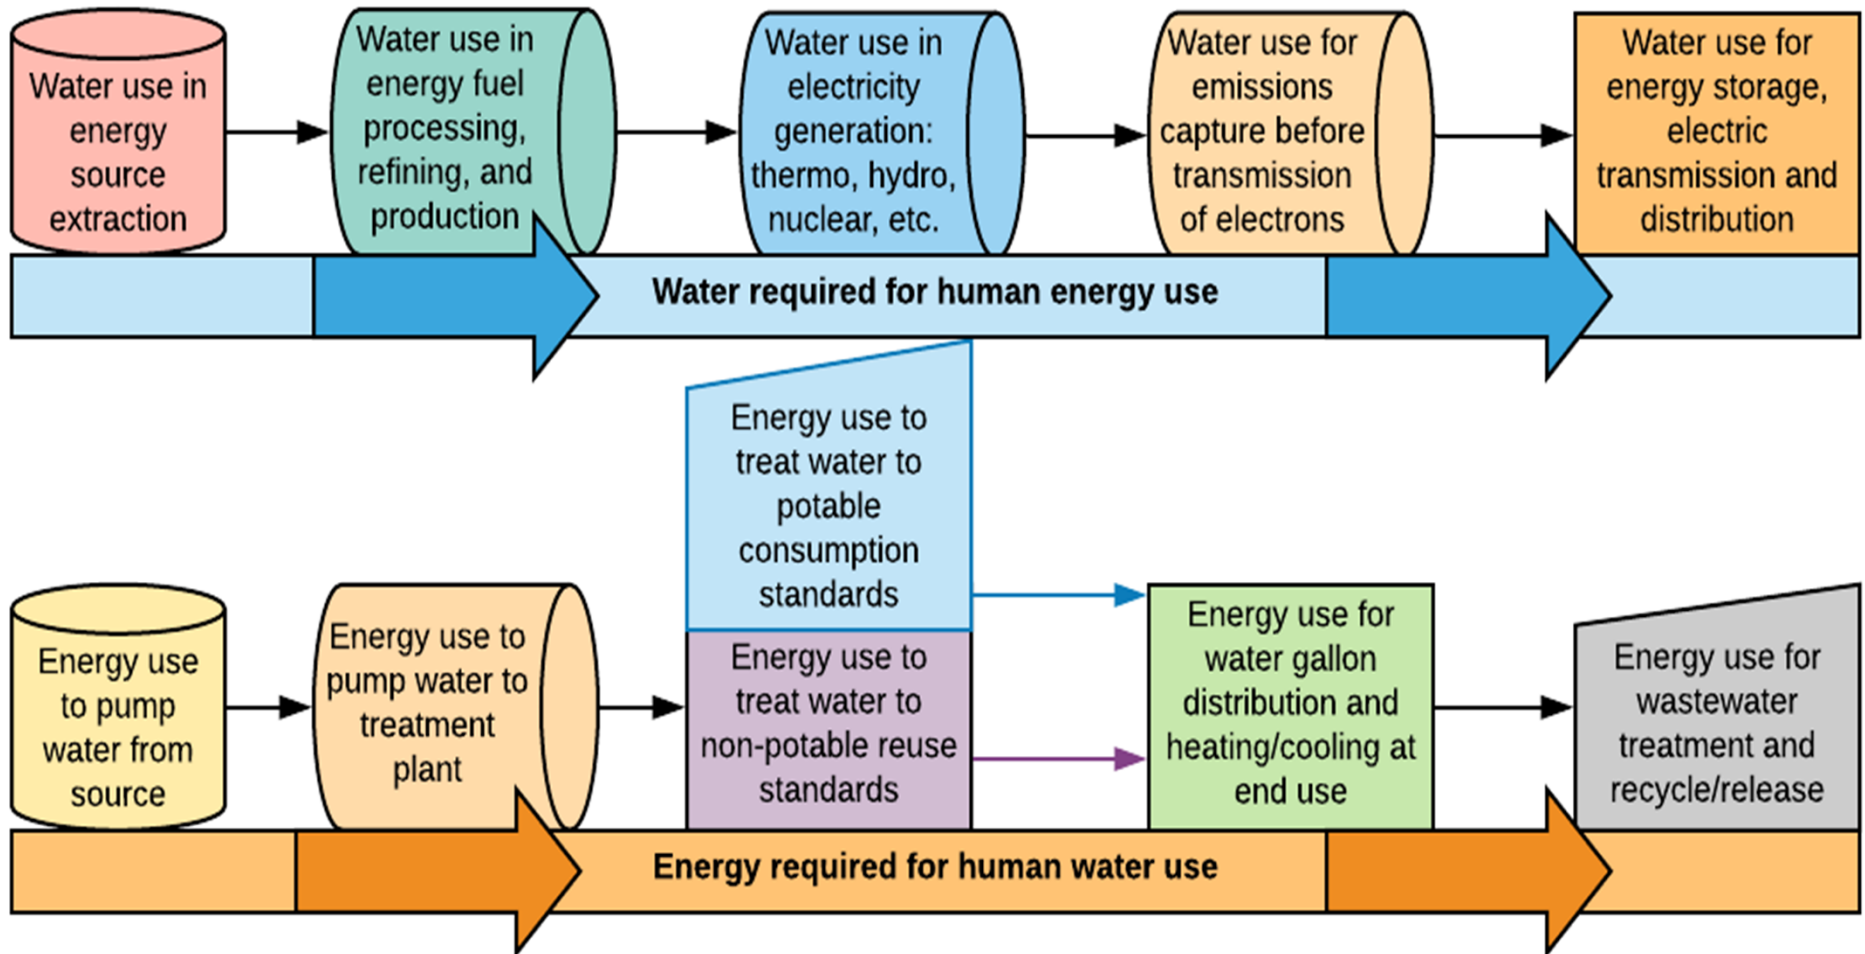 Water use in
energy
source
extraction
Water use in
energy fuel
processing,
refining, and
production
Water use in
electricity
generation:
thermo, hydro,
nuclear, etc.
Water use for
emissions
capture before
transmission
of electrons
Water use for
energy storage,
electric
transmission and
distribution
Water required for human energy use
Energy use
to pump
water from
source
Energy use to
pump water to
treatment
plant
Energy use to
treat water to
potable
consumption
standards
Energy use to
treat water to
non-potable reuse
standards
Energy use for
water gallon
distribution and
heating/cooling at
end use
Energy use for
wastewater
treatment and
recycle/release
Energy required for human water use